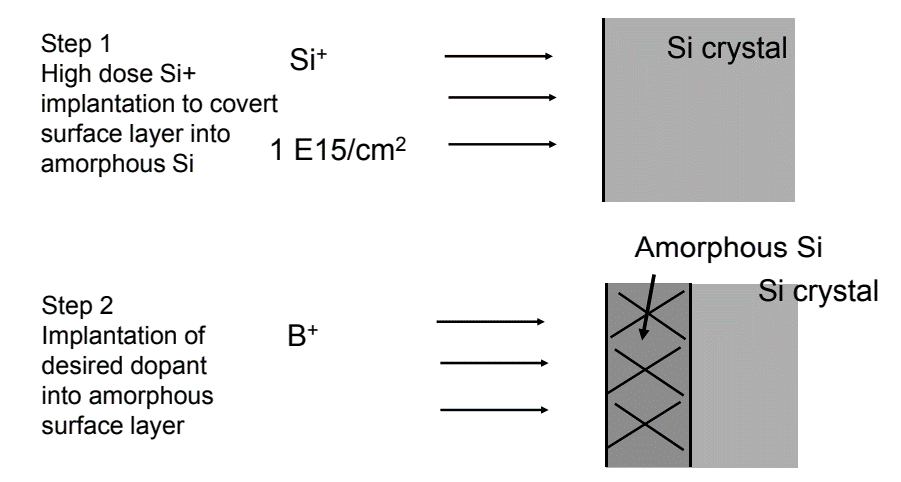 Step 1
High dose Si+
implantation to covert
surface layer into
amorphous Si
Si⁺
1 E15/cm²
Si crystal
Amorphous Si
Si crystal
Step 2
Implantation of
desired dopant
into amorphous
surface layer
B⁺